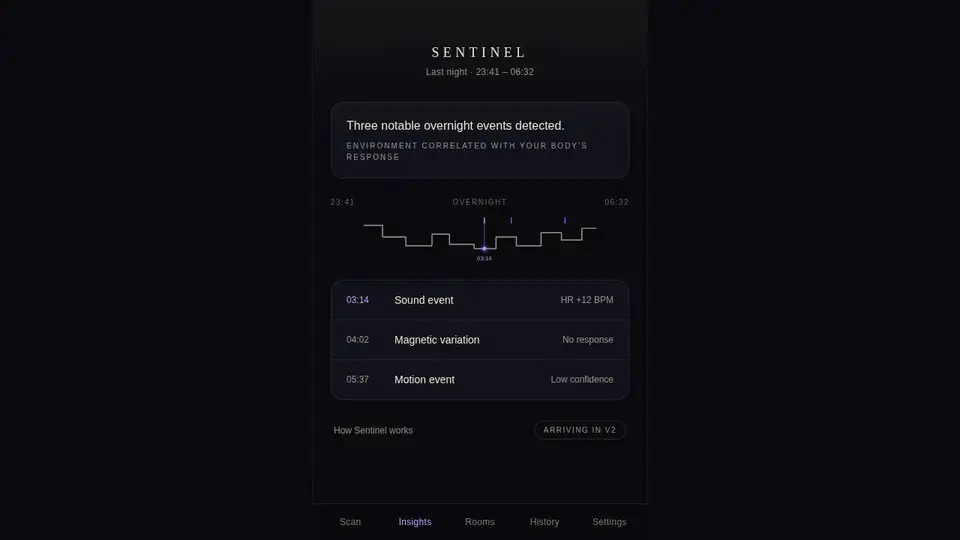 SENTINEL
Last night · 23:41 – 06:32
Three notable overnight events detected.
ENVIRONMENT CORRELATED WITH YOUR BODY'S
RESPONSE
23:41 OVERNIGHT 06:32
03:14
03:14 Sound event HR +12 BPM
04:02 Magnetic variation No response
05:37 Motion event Low confidence
How Sentinel works ARRIVING IN V2
Scan Insights Rooms History Settings